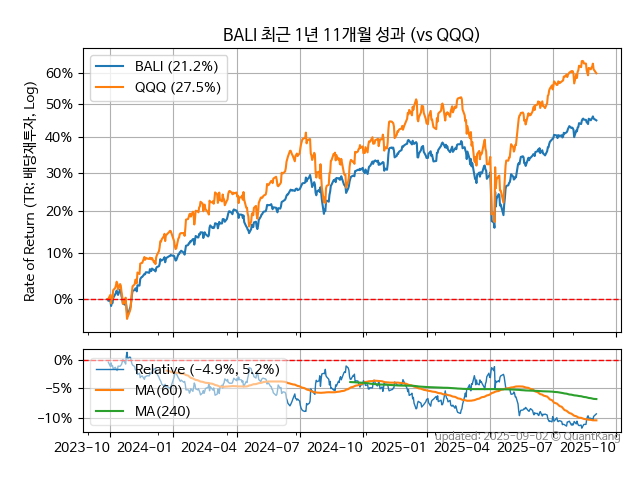 BALI 최근 1년 11개월 성과 (vs QQQ)
Rate of Return (TR: 배당재투자, Log)
BALI (21.2%)
QQQ (27.5%)
60%
50%
40%
30%
20%
10%
0%
0%
−5%
−10%
Relative (−4.9%, 5.2%)
MA(60)
MA(240)
updated: 2025-09-02 © QuantKang
2023-10 2024-01 2024-04 2024-07 2024-10 2025-01 2025-04 2025-07 2025-10